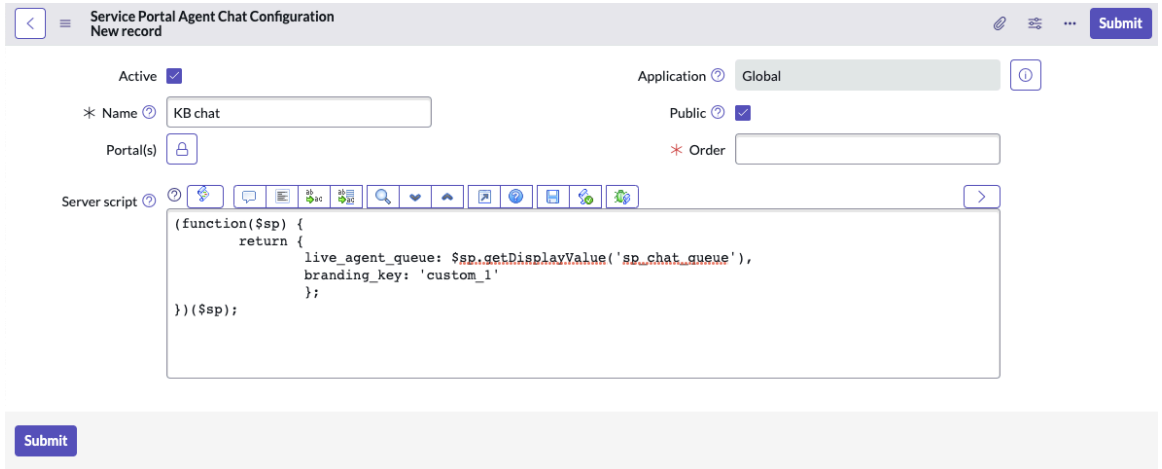 Service Portal Agent Chat Configuration
New record
Submit
Active
Application
Global
* Name
KB chat
Public
Portal(s)
* Order
Server script
(function($sp) {
return {
live_agent_queue: $sp.getDisplayValue('sp_chat_queue'),
branding_key: 'custom_1'
};
})($sp);
Submit